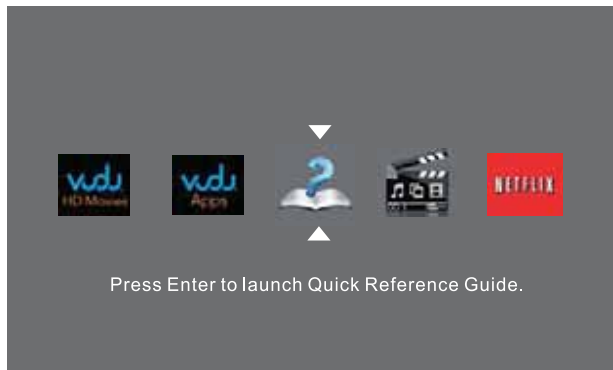 vudu
HD Movies
vudu
Apps
?
NETFLIX
Press Enter to launch Quick Reference Guide.